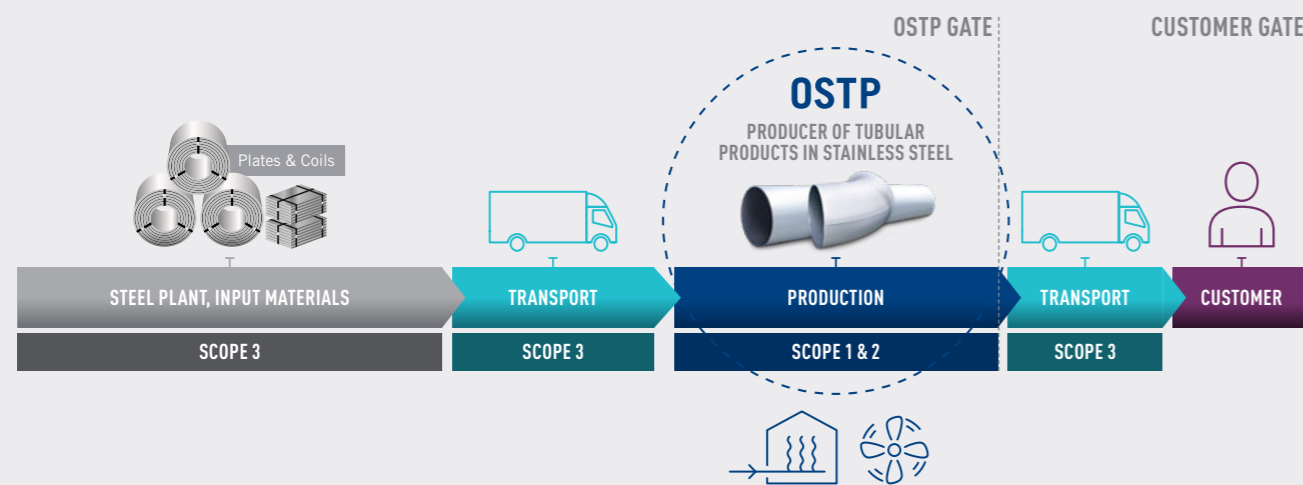 OSTP GATE
CUSTOMER GATE
OSTP
PRODUCER OF TUBULAR
PRODUCTS IN STAINLESS STEEL
Plates & Coils
STEEL PLANT, INPUT MATERIALS
TRANSPORT
PRODUCTION
TRANSPORT
CUSTOMER
SCOPE 3
SCOPE 3
SCOPE 1 & 2
SCOPE 3